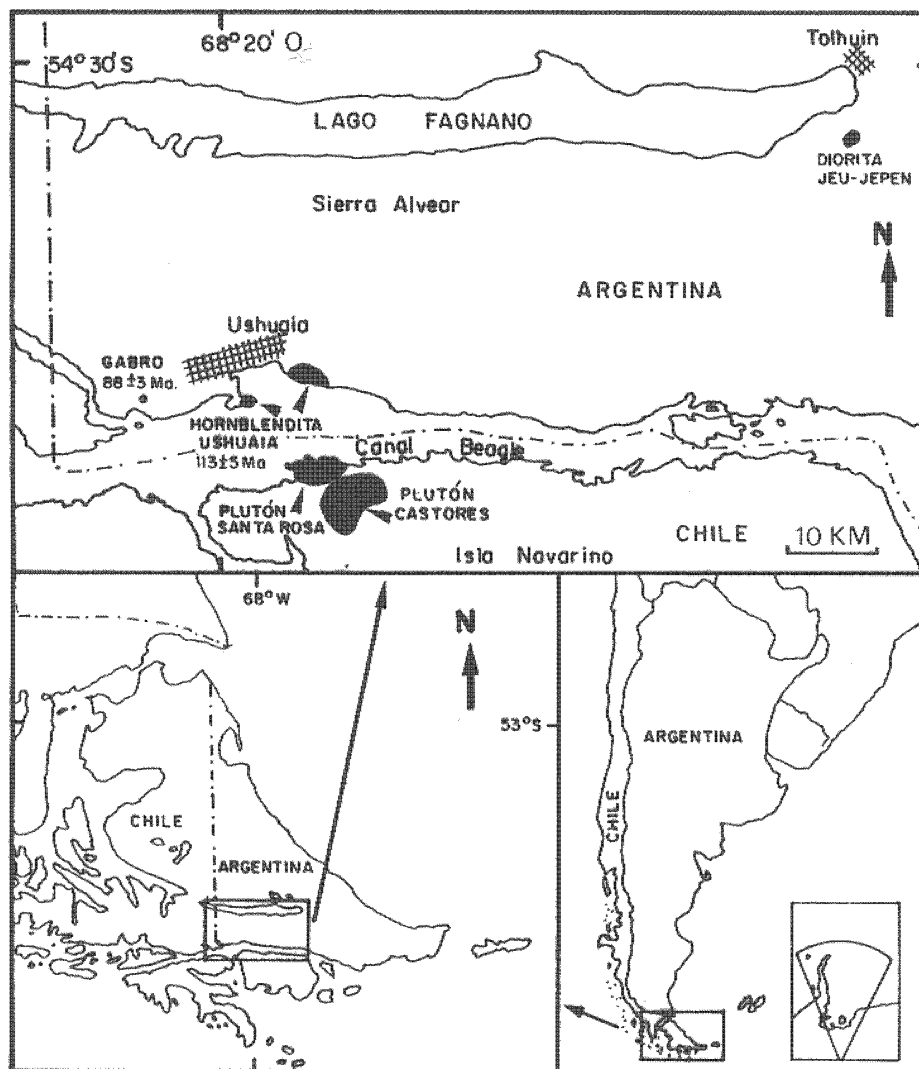 68° 20' O
54° 30' S
Tolhuin
LAGO FAGNANO
DIORITA
JEU-JEPEN
Sierra Alvear
N
ARGENTINA
Ushuaia
GABRO
88±3 Ma.
HORNBLENDITA
USHUAIA
113±5 Ma
Canal Beagle
PLUTÓN
SANTA ROSA
PLUTÓN
CASTORES
CHILE
10 KM
Isla Navarino
68° W
N
53° S
CHILE
ARGENTINA
ARGENTINA
CHILE